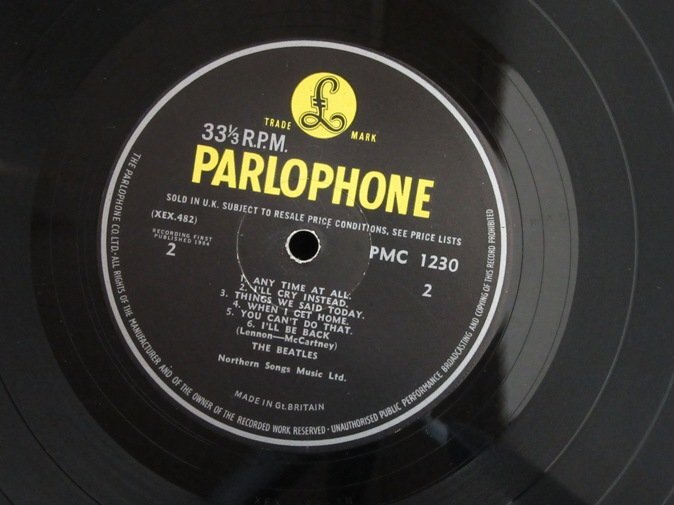 £
TRADE MARK
33⅓ R.P.M.
PARLOPHONE
SOLD IN U.K. SUBJECT TO RESALE PRICE CONDITIONS, SEE PRICE LISTS
(XEX.482)
RECORDING FIRST
PUBLISHED 1964
2
PMC 1230
2
1. ANY TIME AT ALL.
2. I'LL CRY INSTEAD.
3. THINGS WE SAID TODAY.
4. WHEN I GET HOME.
5. YOU CAN'T DO THAT.
6. I'LL BE BACK
(Lennon—McCartney)
THE BEATLES
Northern Songs Music Ltd.
MADE IN Gt. BRITAIN
THE PARLOPHONE CO. LTD. · ALL RIGHTS OF THE MANUFACTURER AND OF THE OWNER OF THE RECORDED WORK RESERVED · UNAUTHORISED PUBLIC PERFORMANCE BROADCASTING AND COPYING OF THIS RECORD PROHIBITED